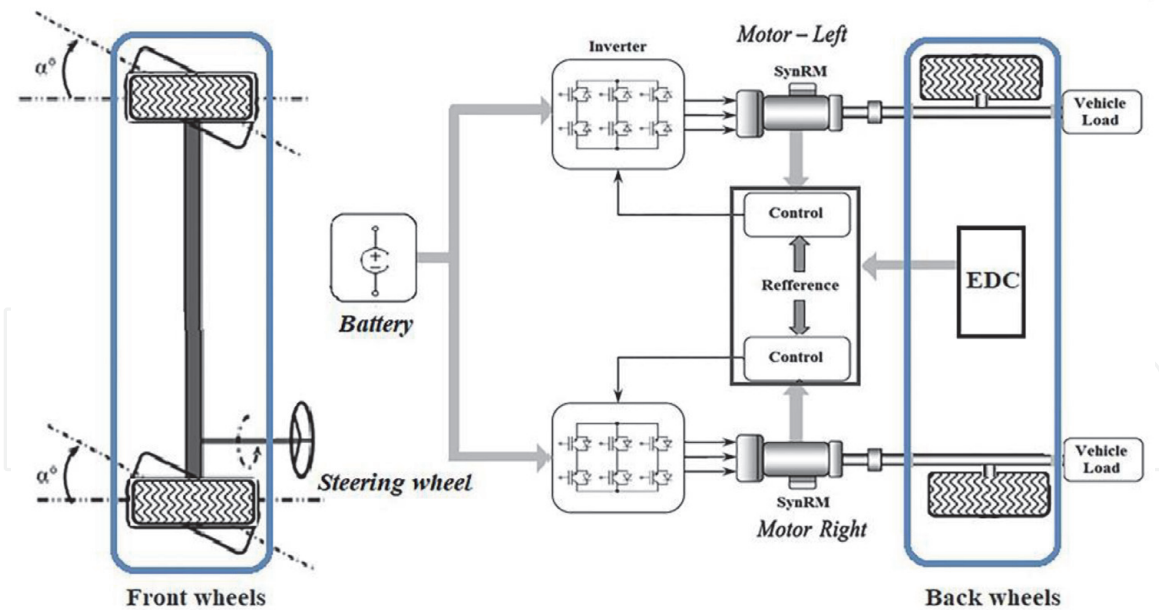 α°
Inverter
Motor – Left
SynRM
Vehicle
Load
Control
Refference
EDC
Battery
Control
α°
Steering wheel
SynRM
Motor Right
Vehicle
Load
Front wheels
Back wheels